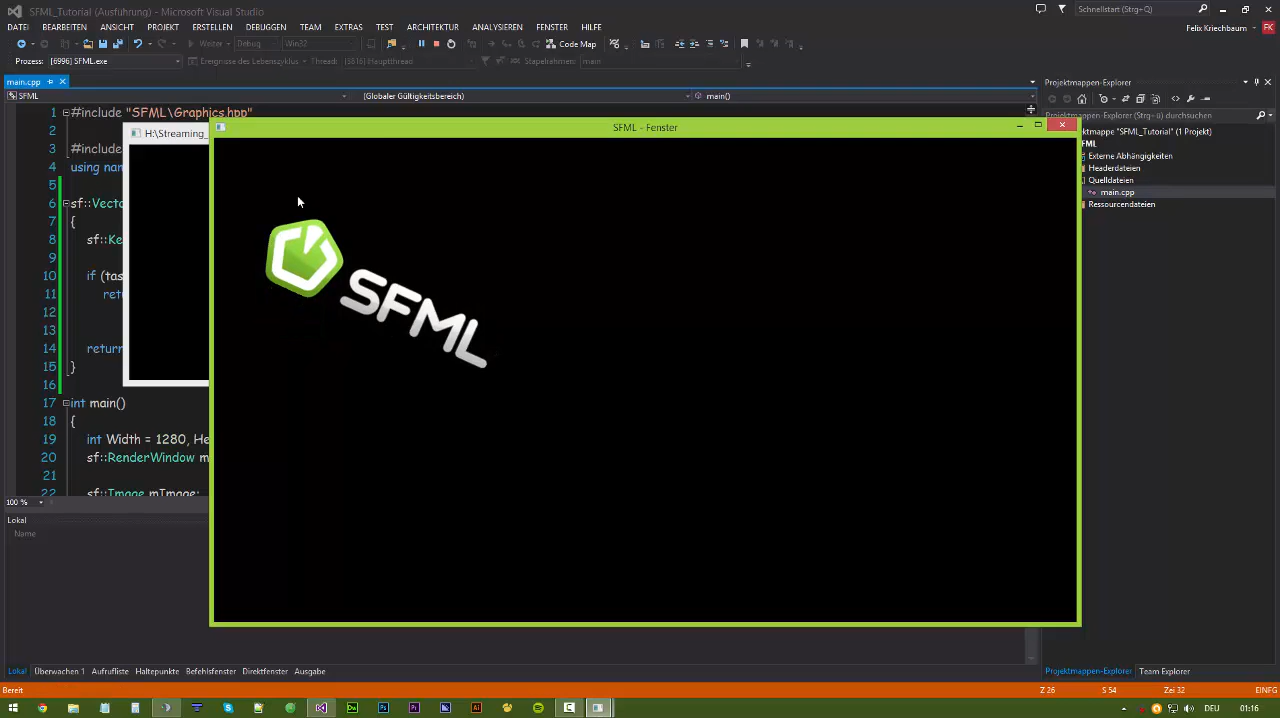 SFML_Tutorial (Ausführung) - Microsoft Visual Studio
Schnellstart (Strg+Q)
DATEI BEARBEITEN ANSICHT PROJEKT ERSTELLEN DEBUGGEN TEAM EXTRAS TEST ARCHITEKTUR ANALYSIEREN FENSTER HILFE
Felix Kriechbaum FK
Weiter Debug Win32 Code Map
Prozess: [6996] SFML.exe Ereignisse des Lebenszyklus Thread: [5816] Hauptthread Stapelrahmen: main
main.cpp
Projektmappen-Explorer
SFML (Globaler Gültigkeitsbereich) main()
1 #include "SFML\Graphics.hpp"
2
3 #include
4 using nam
5
6 sf::Vecto
7 {
8 sf::Ke
9
10 if (tas
11 retu
12
13
14 return
15 }
16
17 int main()
18 {
19 int Width = 1280, He
20 sf::RenderWindow m
21
22 sf::Image mImage;
H:\Streaming_
SFML - Fenster
SFML
Projektmappen-Explorer (Strg+ü) durchsuchen
ktmappe "SFML_Tutorial" (1 Projekt)
FML
Externe Abhängigkeiten
Headerdateien
Quelldateien
main.cpp
Ressourcendateien
100 %
Lokal
Name
Lokal Überwachen 1 Aufrufliste Haltepunkte Befehlsfenster Direktfenster Ausgabe
Projektmappen-Explorer Team Explorer
Bereit Z 26 S 54 Zei 32 EINFG
DEU 01:16